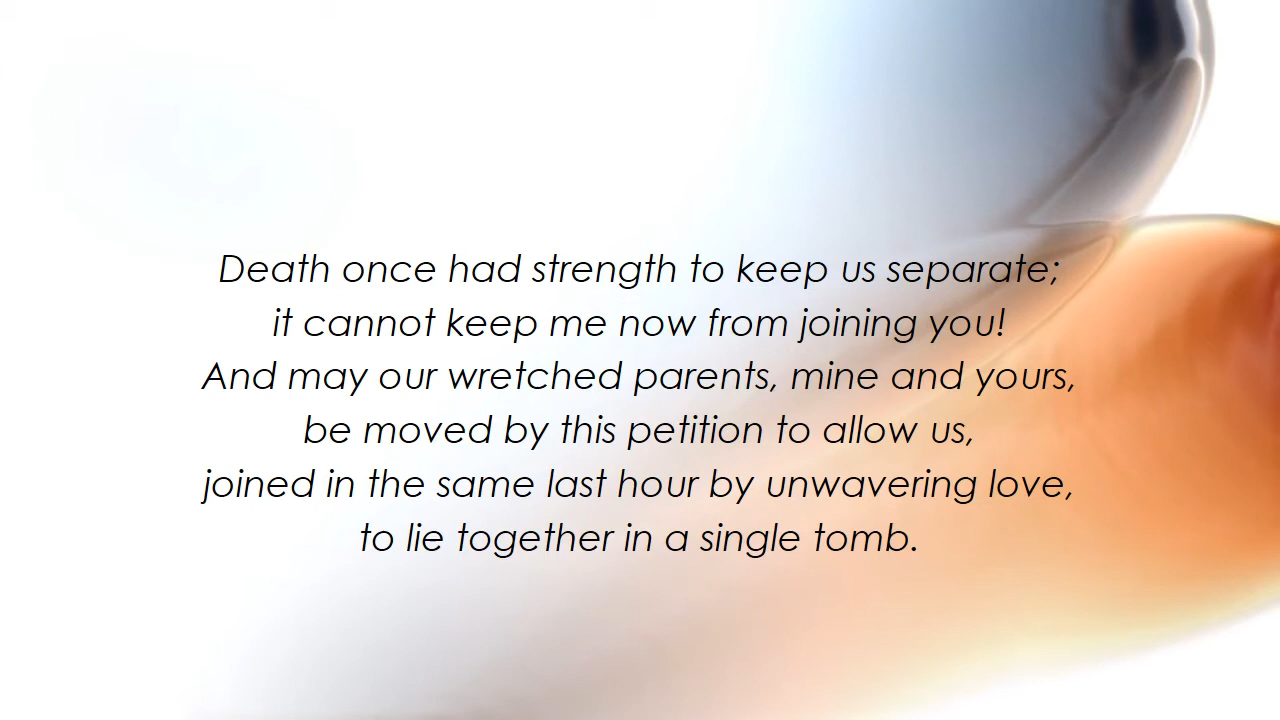 Death once had strength to keep us separate;
it cannot keep me now from joining you!
And may our wretched parents, mine and yours,
be moved by this petition to allow us,
joined in the same last hour by unwavering love,
to lie together in a single tomb.